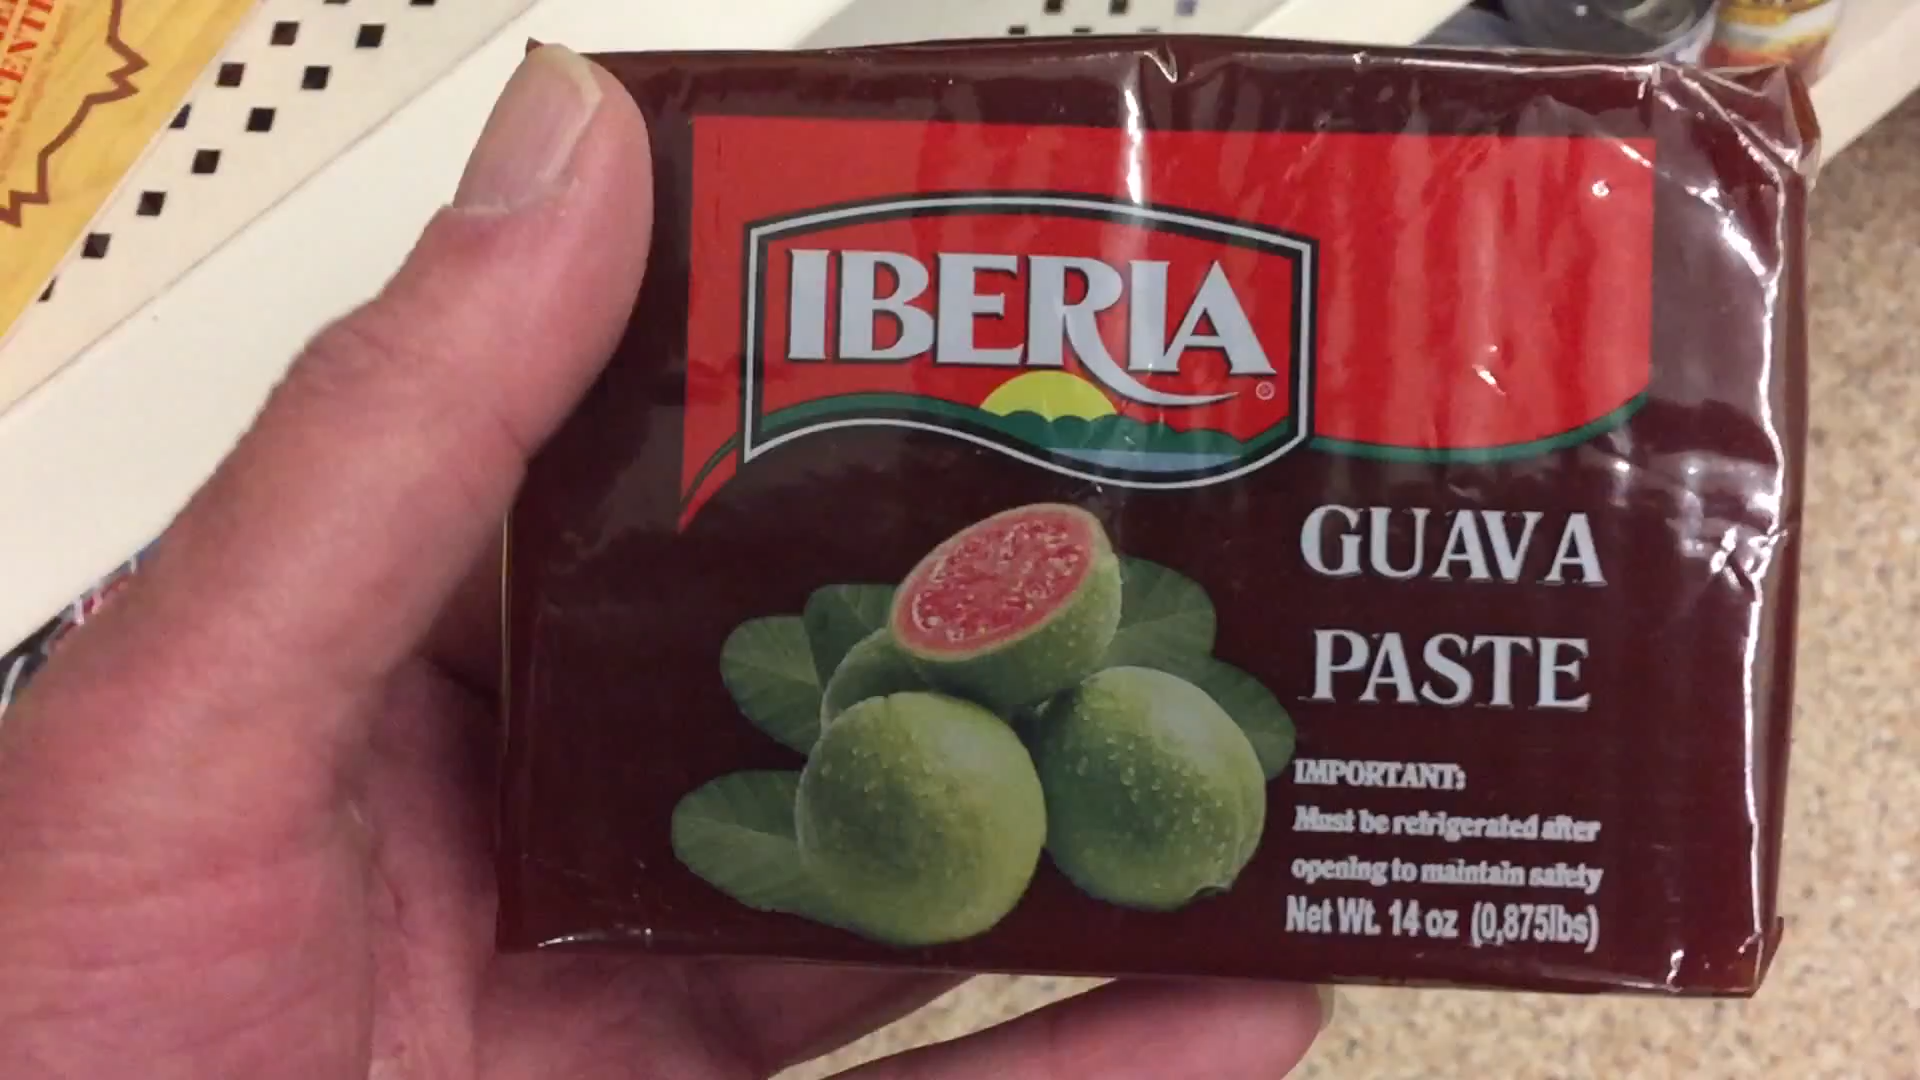 IBERIA
GUAVA
PASTE
IMPORTANT:
Must be refrigerated after
opening to maintain safety
Net Wt. 14 oz (0,875lbs)